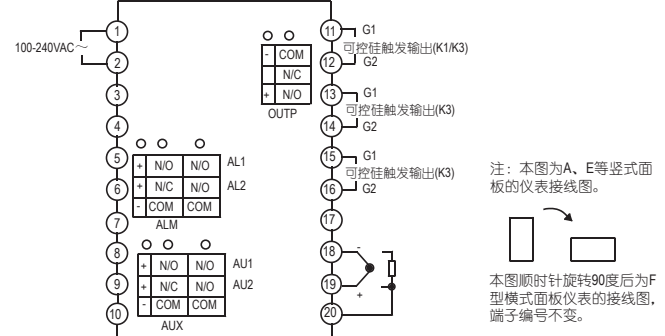 100-240VAC～
1
2
3
4
5
6
7
8
9
10
- COM
N/C
+ N/O
OUTP
+ N/O N/O AL1
+ N/C N/O AL2
- COM COM
ALM
+ N/O N/O AU1
+ N/C N/O AU2
- COM COM
AUX
11 G1
可控硅触发输出(K1/K3)
12 G2
13 G1
可控硅触发输出(K3)
14 G2
15 G1
可控硅触发输出(K3)
16 G2
17
18 -
19 +
20
注：本图为A、E等竖式面
板的仪表接线图。
本图顺时针旋转90度后为F
型横式面板仪表的接线图，
端子编号不变。